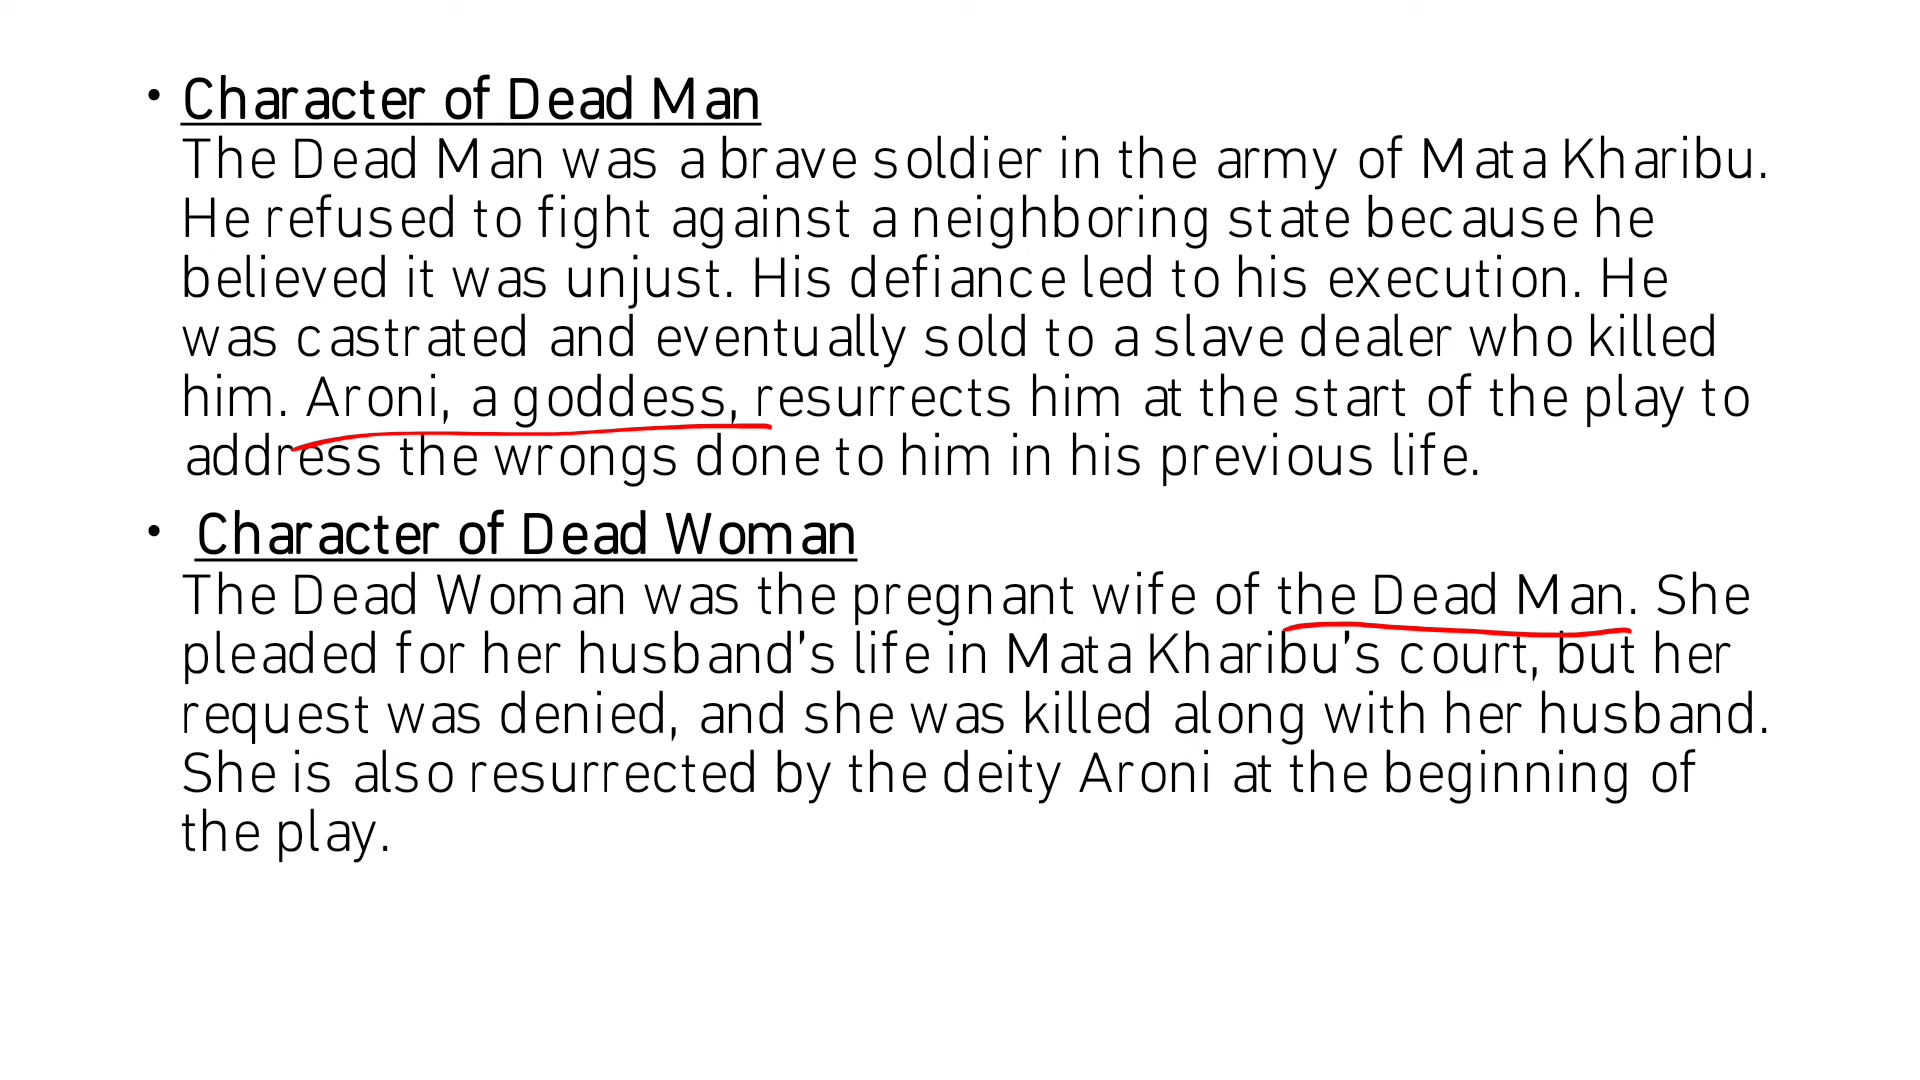 • Character of Dead Man
The Dead Man was a brave soldier in the army of Mata Kharibu.
He refused to fight against a neighboring state because he
believed it was unjust. His defiance led to his execution. He
was castrated and eventually sold to a slave dealer who killed
him. Aroni, a goddess, resurrects him at the start of the play to
address the wrongs done to him in his previous life.
• Character of Dead Woman
The Dead Woman was the pregnant wife of the Dead Man. She
pleaded for her husband’s life in Mata Kharibu’s court, but her
request was denied, and she was killed along with her husband.
She is also resurrected by the deity Aroni at the beginning of
the play.